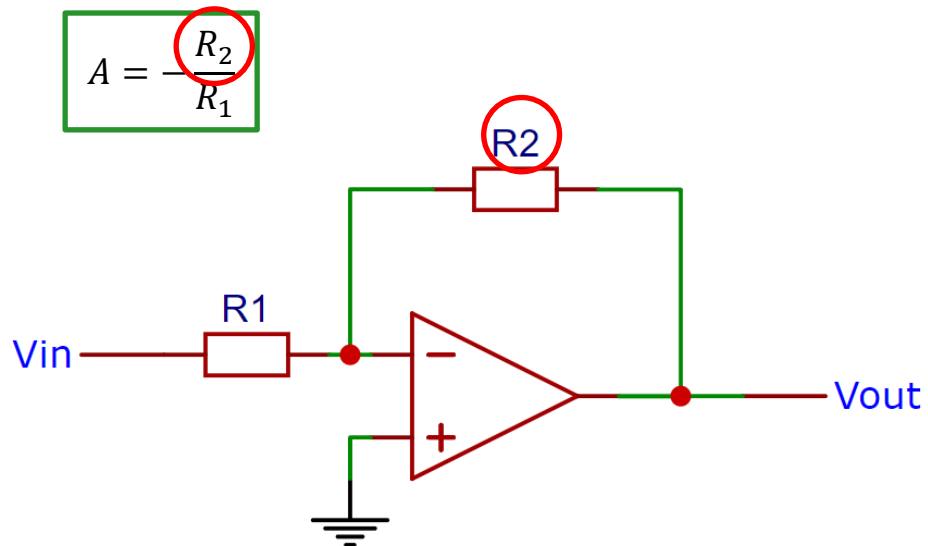 A = −R₂/R₁
R2
R1
Vin
−
+
Vout